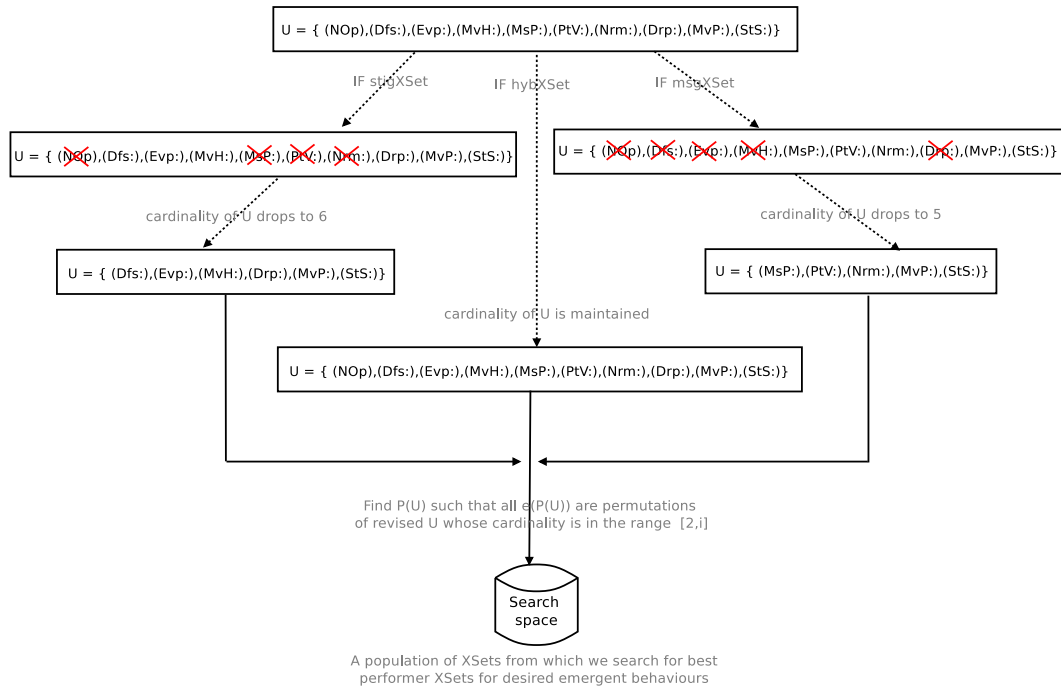 U = { (NOp),(Dfs:),(Evp:),(MvH:),(MsP:),(PtV:),(Nrm:),(Drp:),(MvP:),(StS:)}
IF stigXSet
IF hybXSet
IF msgXSet
U = { (NOp),(Dfs:),(Evp:),(MvH:),(MsP:),(PtV:),(Nrm:),(Drp:),(MvP:),(StS:)}
U = { (NOp),(Dfs:),(Evp:),(MvH:),(MsP:),(PtV:),(Nrm:),(Drp:),(MvP:),(StS:)}
cardinality of U drops to 6
cardinality of U drops to 5
U = { (Dfs:),(Evp:),(MvH:),(Drp:),(MvP:),(StS:)}
U = { (MsP:),(PtV:),(Nrm:),(MvP:),(StS:)}
cardinality of U is maintained
U = { (NOp),(Dfs:),(Evp:),(MvH:),(MsP:),(PtV:),(Nrm:),(Drp:),(MvP:),(StS:)}
Find P(U) such that all e(P(U)) are permutations
of revised U whose cardinality is in the range [2,i]
Search
space
A population of XSets from which we search for best
performer XSets for desired emergent behaviours